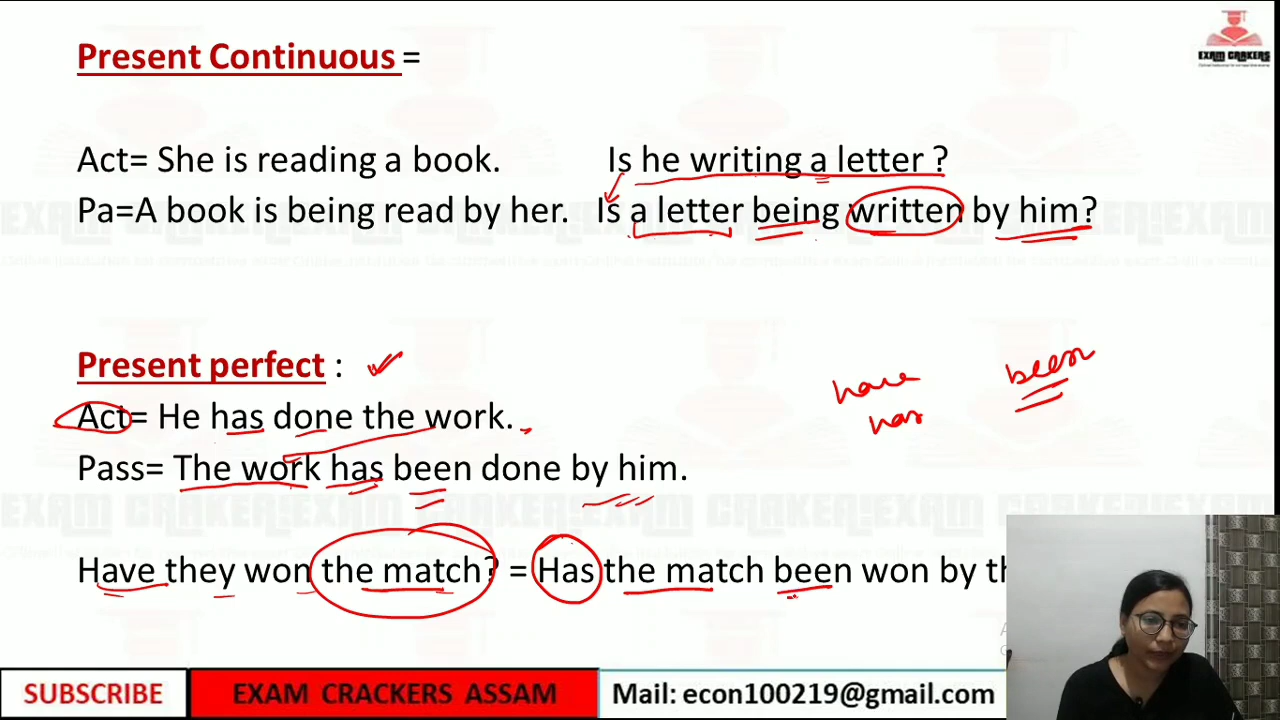 Present Continuous =
EXAM CRAKERS
Act= She is reading a book. Is he writing a letter ?
Pa=A book is being read by her. Is a letter being written by him?
Present perfect :
have been
has
Act= He has done the work.
Pass= The work has been done by him.
Have they won the match? = Has the match been won by
SUBSCRIBE EXAM CRACKERS ASSAM Mail: econ100219@gmail.com